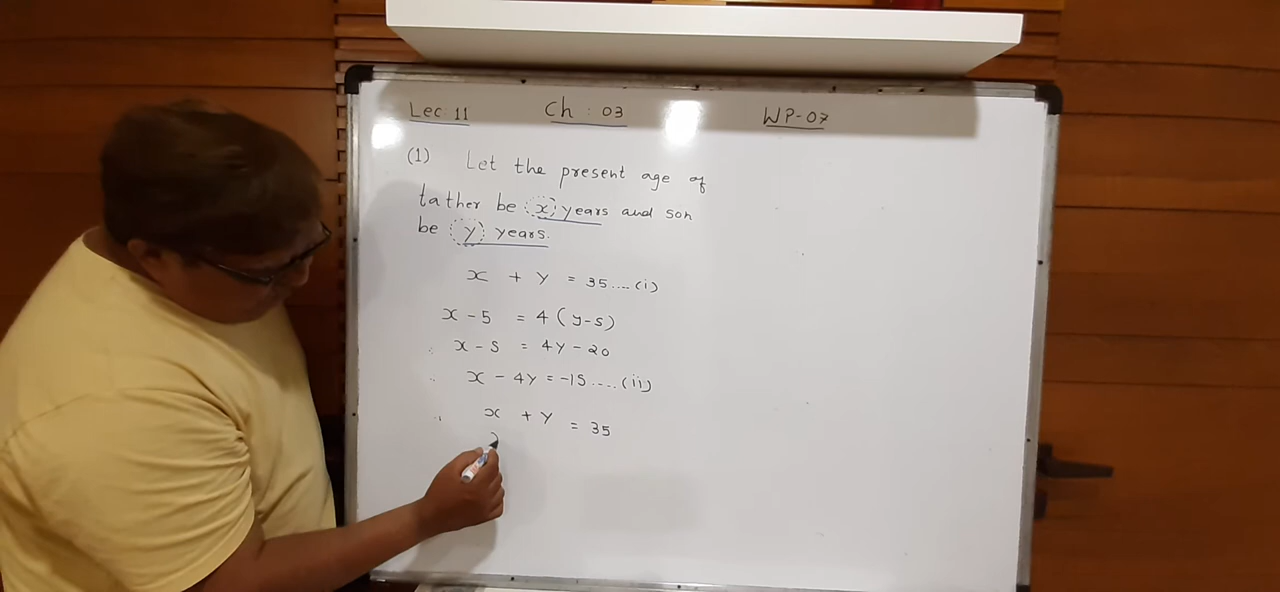 Lec 11 Ch : 03 WP-07
(1) Let the present age of
father be x years and son
be y years.
x + y = 35....(i)
x - 5 = 4 (y-5)
∴ x - 5 = 4y - 20
∴ x - 4y = -15....(ii)
∴ x + y = 35